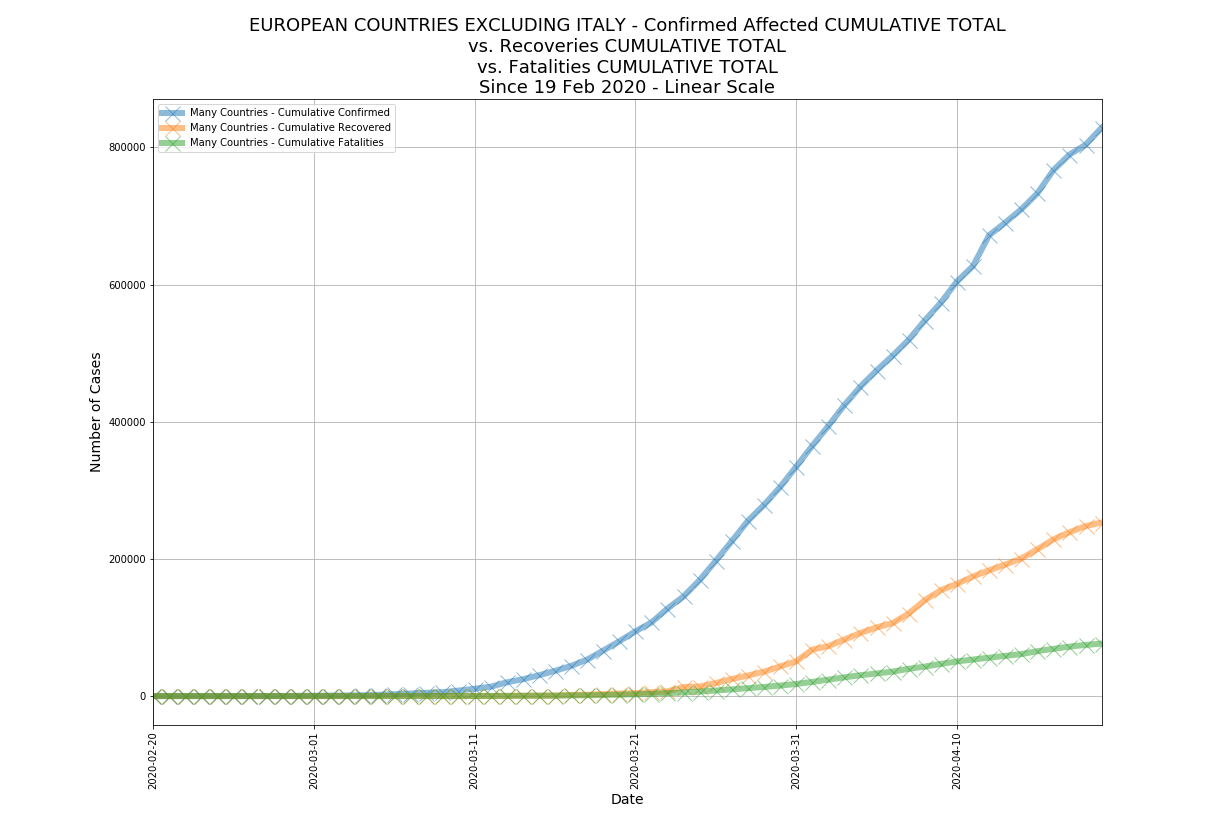 EUROPEAN COUNTRIES EXCLUDING ITALY - Confirmed Affected CUMULATIVE TOTAL
vs. Recoveries CUMULATIVE TOTAL
vs. Fatalities CUMULATIVE TOTAL
Since 19 Feb 2020 - Linear Scale
Many Countries - Cumulative Confirmed
Many Countries - Cumulative Recovered
Many Countries - Cumulative Fatalities
800000
600000
400000
200000
0
Number of Cases
2020-02-20
2020-03-01
2020-03-11
2020-03-21
2020-03-31
2020-04-10
Date